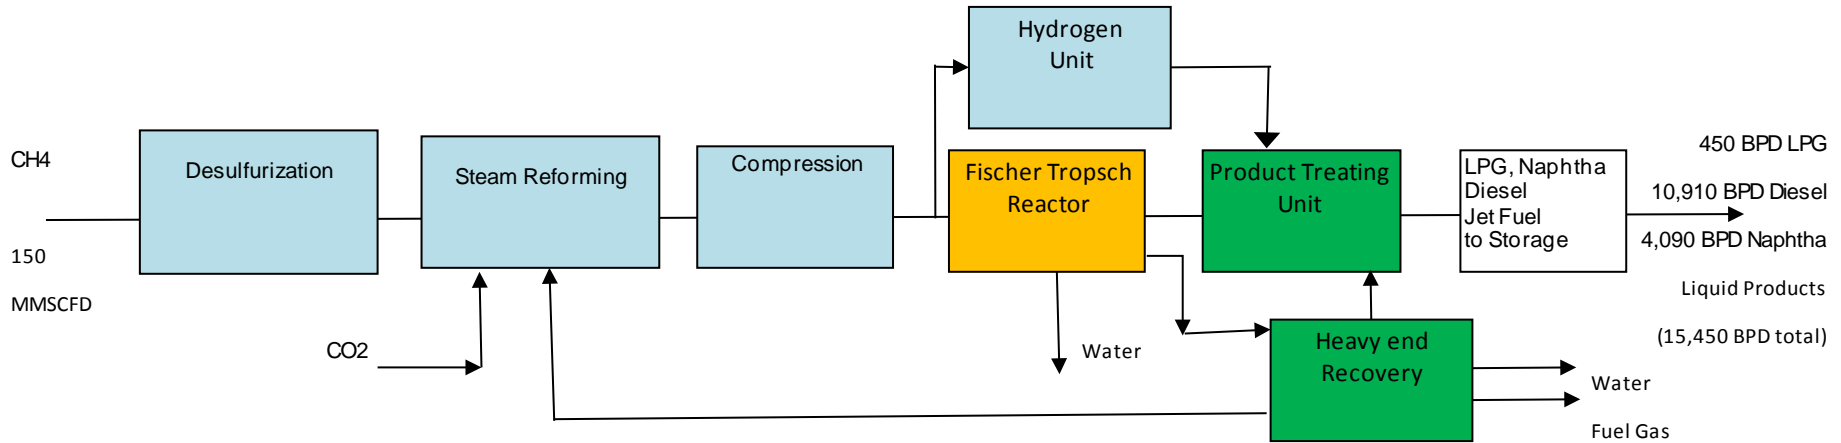 Hydrogen
Unit
CH4
150
MMSCFD
Desulfurization
Steam Reforming
Compression
Fischer Tropsch
Reactor
Product Treating
Unit
LPG, Naphtha
Diesel
Jet Fuel
to Storage
450 BPD LPG
10,910 BPD Diesel
4,090 BPD Naphtha
Liquid Products
(15,450 BPD total)
CO2
Water
Heavy end
Recovery
Water
Fuel Gas